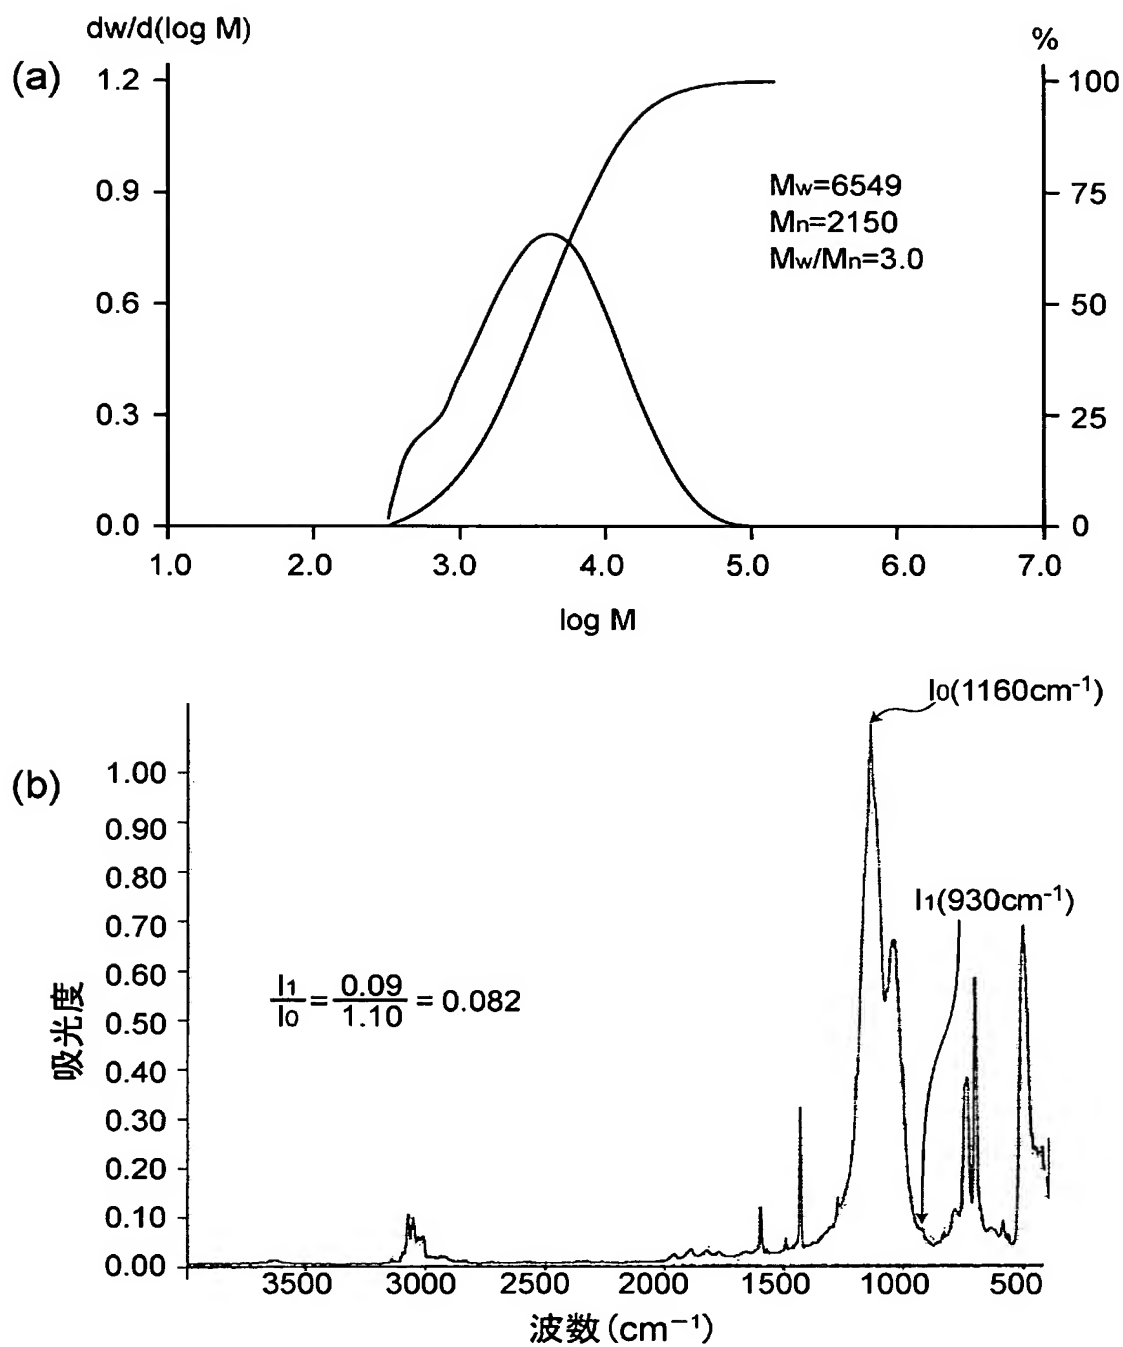 dw/d(log M)
%
(a)
1.2
100
0.9
75
Mw=6549
Mn=2150
Mw/Mn=3.0
0.6
50
0.3
25
0.0
0
1.0 2.0 3.0 4.0 5.0 6.0 7.0
log M
I0(1160cm⁻¹)
(b)
1.00
0.90
0.80
0.70
0.60
0.50
0.40
0.30
0.20
0.10
0.00
I1(930cm⁻¹)
I1/I0 = 0.09/1.10 = 0.082
吸光度
3500 3000 2500 2000 1500 1000 500
波数(cm⁻¹)